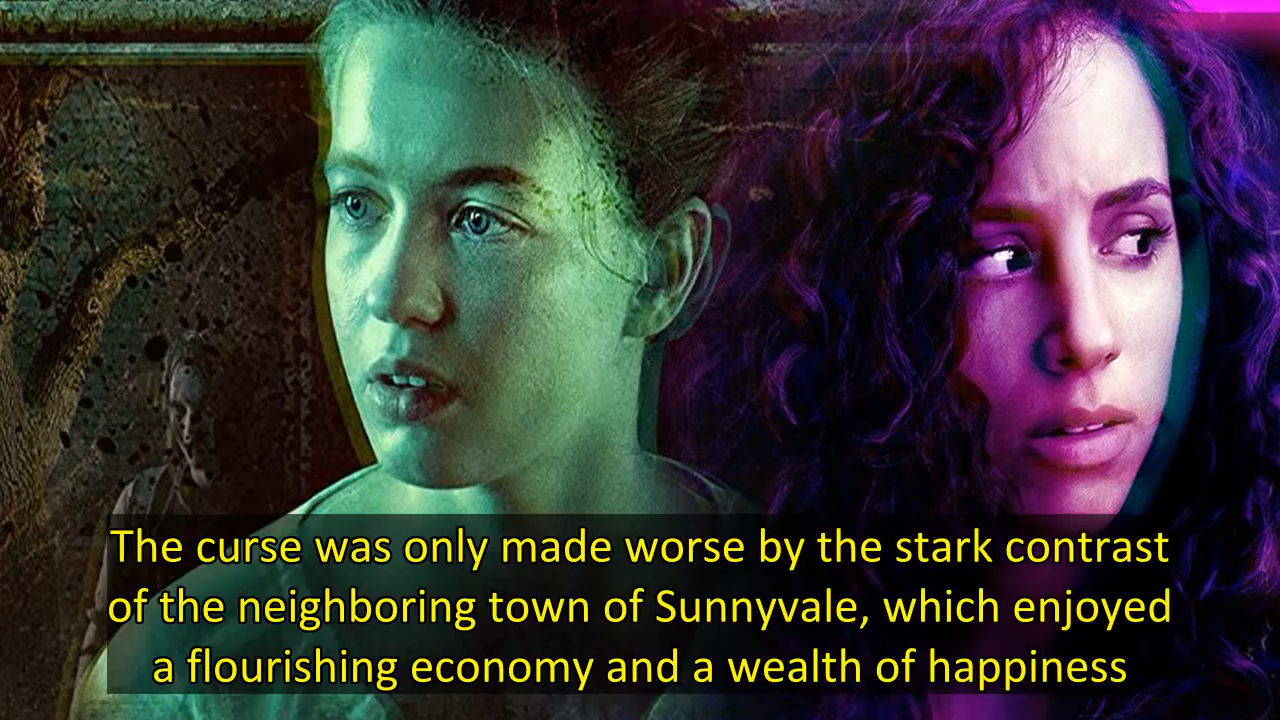 The curse was only made worse by the stark contrast
of the neighboring town of Sunnyvale, which enjoyed
a flourishing economy and a wealth of happiness